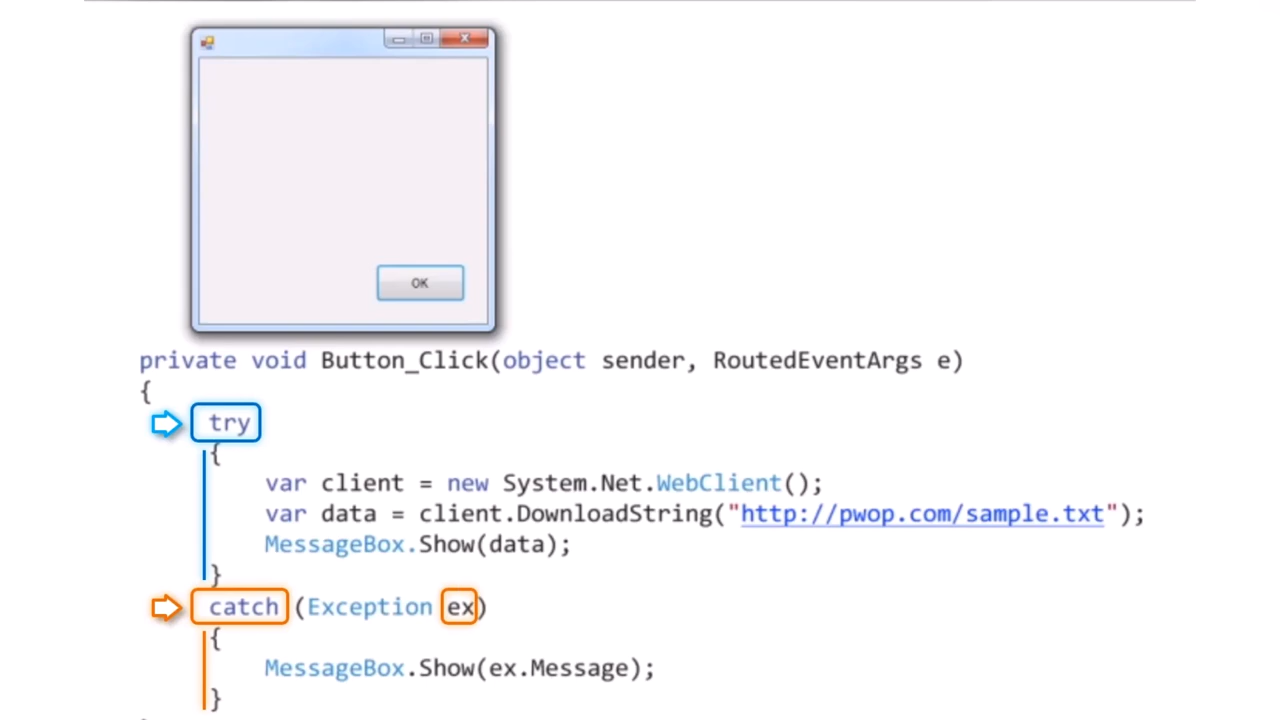 OK
private void Button_Click(object sender, RoutedEventArgs e)
{
try
{
var client = new System.Net.WebClient();
var data = client.DownloadString("http://pwop.com/sample.txt");
MessageBox.Show(data);
}
catch (Exception ex)
{
MessageBox.Show(ex.Message);
}